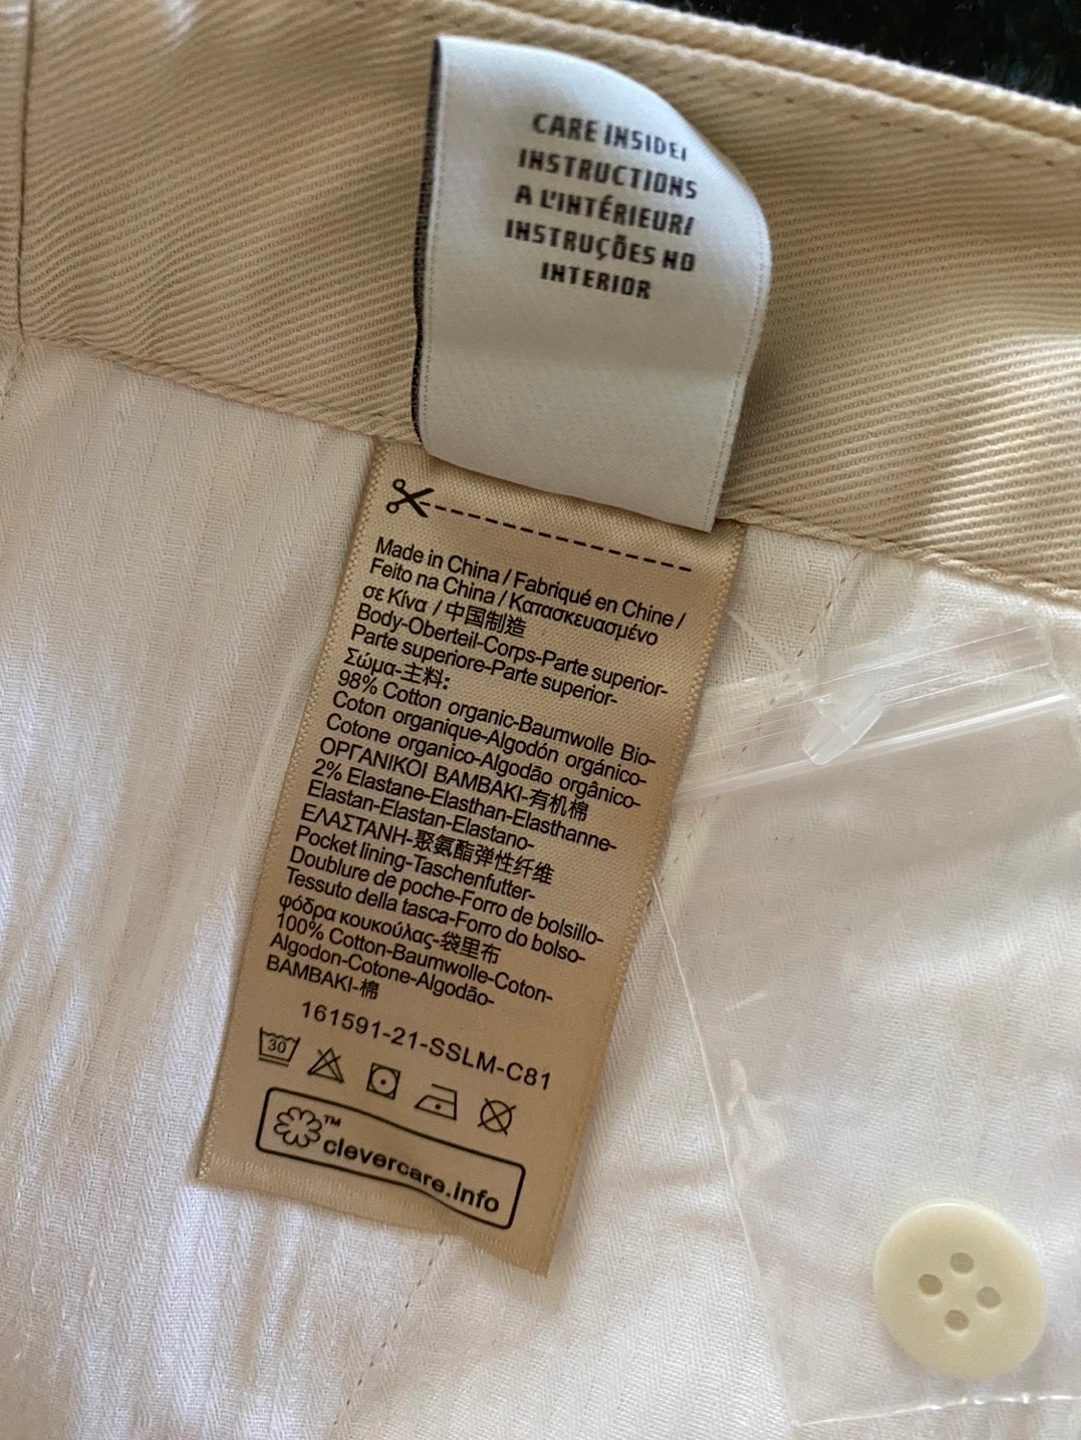 CARE INSIDE/
INSTRUCTIONS
A L'INTÉRIEUR/
INSTRUÇÕES NO
INTERIOR
Made in China / Fabriqué en Chine /
Feito na China / Κατασκευασμένο
σε Κίνα / 中国制造
Body-Oberteil-Corps-Parte superior-
Parte superiore-Parte superior-
Σώμα-主料:
98% Cotton organic-Baumwolle Bio-
Coton organique-Algodón orgánico-
Cotone organico-Algodão orgânico-
ΟΡΓΑΝΙΚΟΙ ΒΑΜΒΑΚΙ-有机棉
2% Elastane-Elasthan-Elasthanne-
Elastan-Elastan-Elastano-
ΕΛΑΣΤΑΝΗ-聚氨酯弹性纤维
Pocket lining-Taschenfutter-
Doublure de poche-Forro de bolsillo-
Tessuto della tasca-Forro do bolso-
φόδρα κουκούλας-袋里布
100% Cotton-Baumwolle-Coton-
Algodon-Cotone-Algodão-
ΒΑΜΒΑΚΙ-棉
161591-21-SSLM-C81
30
™
clevercare.info